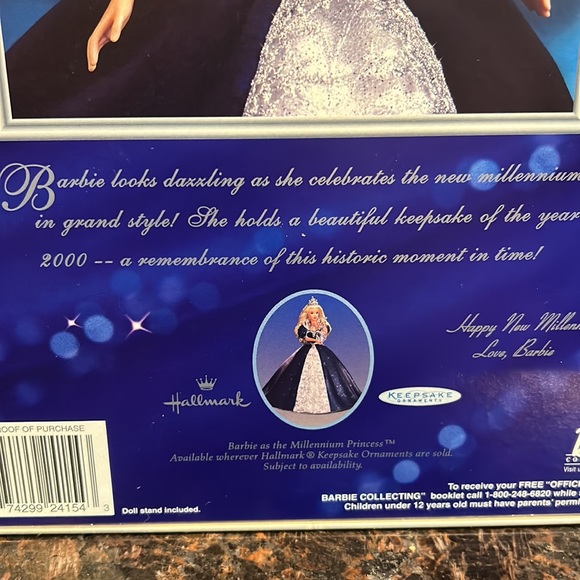 Barbie looks dazzling as she celebrates the new millennium
in grand style! She holds a beautiful keepsake of the year
2000 -- a remembrance of this historic moment in time!
Happy New
Love, Barbie
Hallmark
KEEPSAKE
ORNAMENTS
Barbie as the Millennium Princess™
Available wherever Hallmark® Keepsake Ornaments are sold.
Subject to availability.
OF PURCHASE
74299 24154 3
Doll stand included.
Visit
To receive your FREE "OFFIC
BARBIE COLLECTING" booklet call 1-800-248-6820 while
Children under 12 years old must have parents'